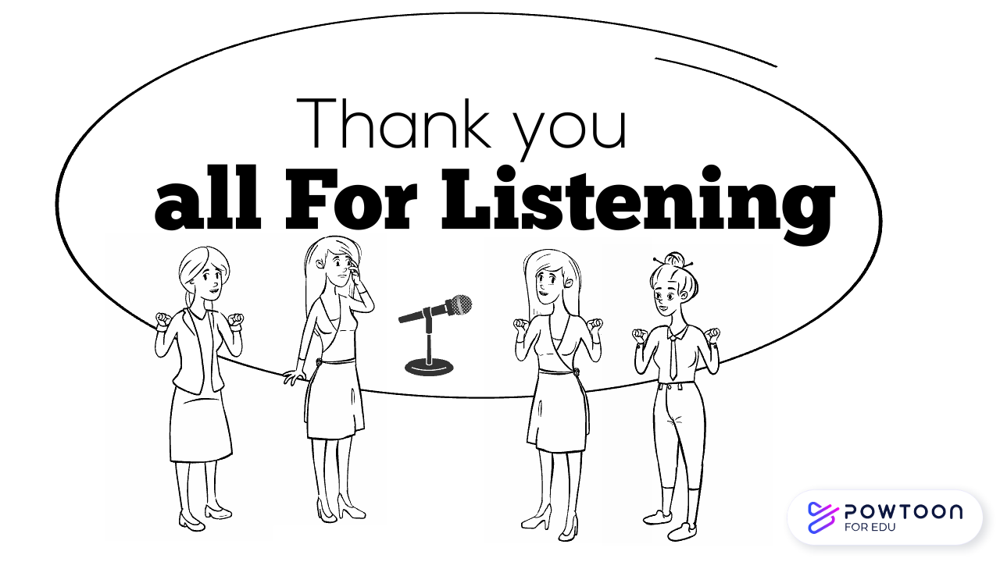 Thank you
all For Listening
POWTOON
FOR EDU